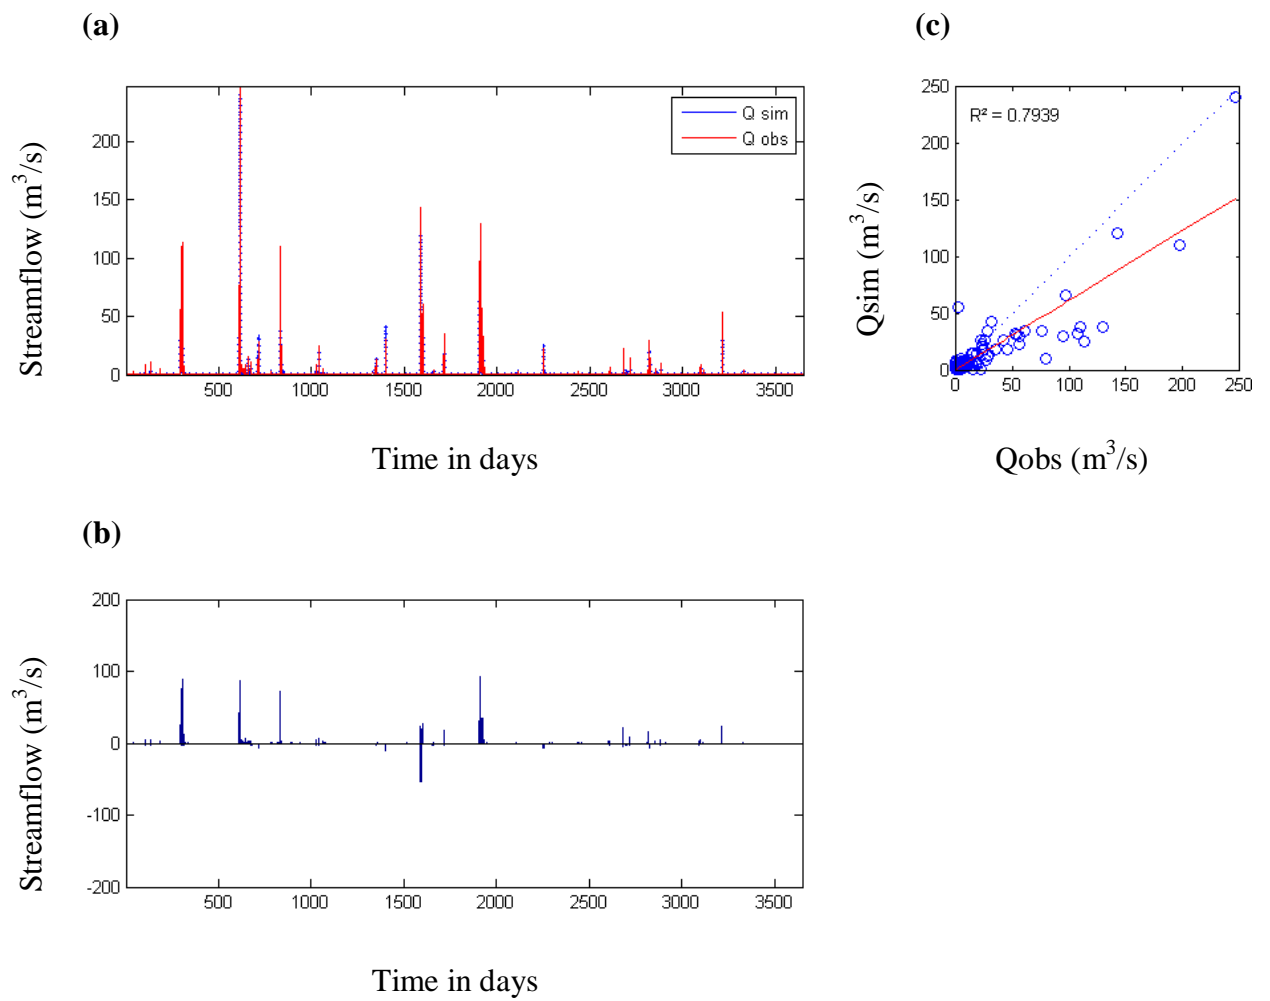 (a)
Streamflow (m³/s)
200
150
100
50
0
500 1000 1500 2000 2500 3000 3500
Q sim
Q obs
Time in days
(c)
Qsim (m³/s)
250
200
150
100
50
0
R² = 0.7939
0 50 100 150 200 250
Qobs (m³/s)
(b)
Streamflow (m³/s)
200
100
0
-100
-200
500 1000 1500 2000 2500 3000 3500
Time in days